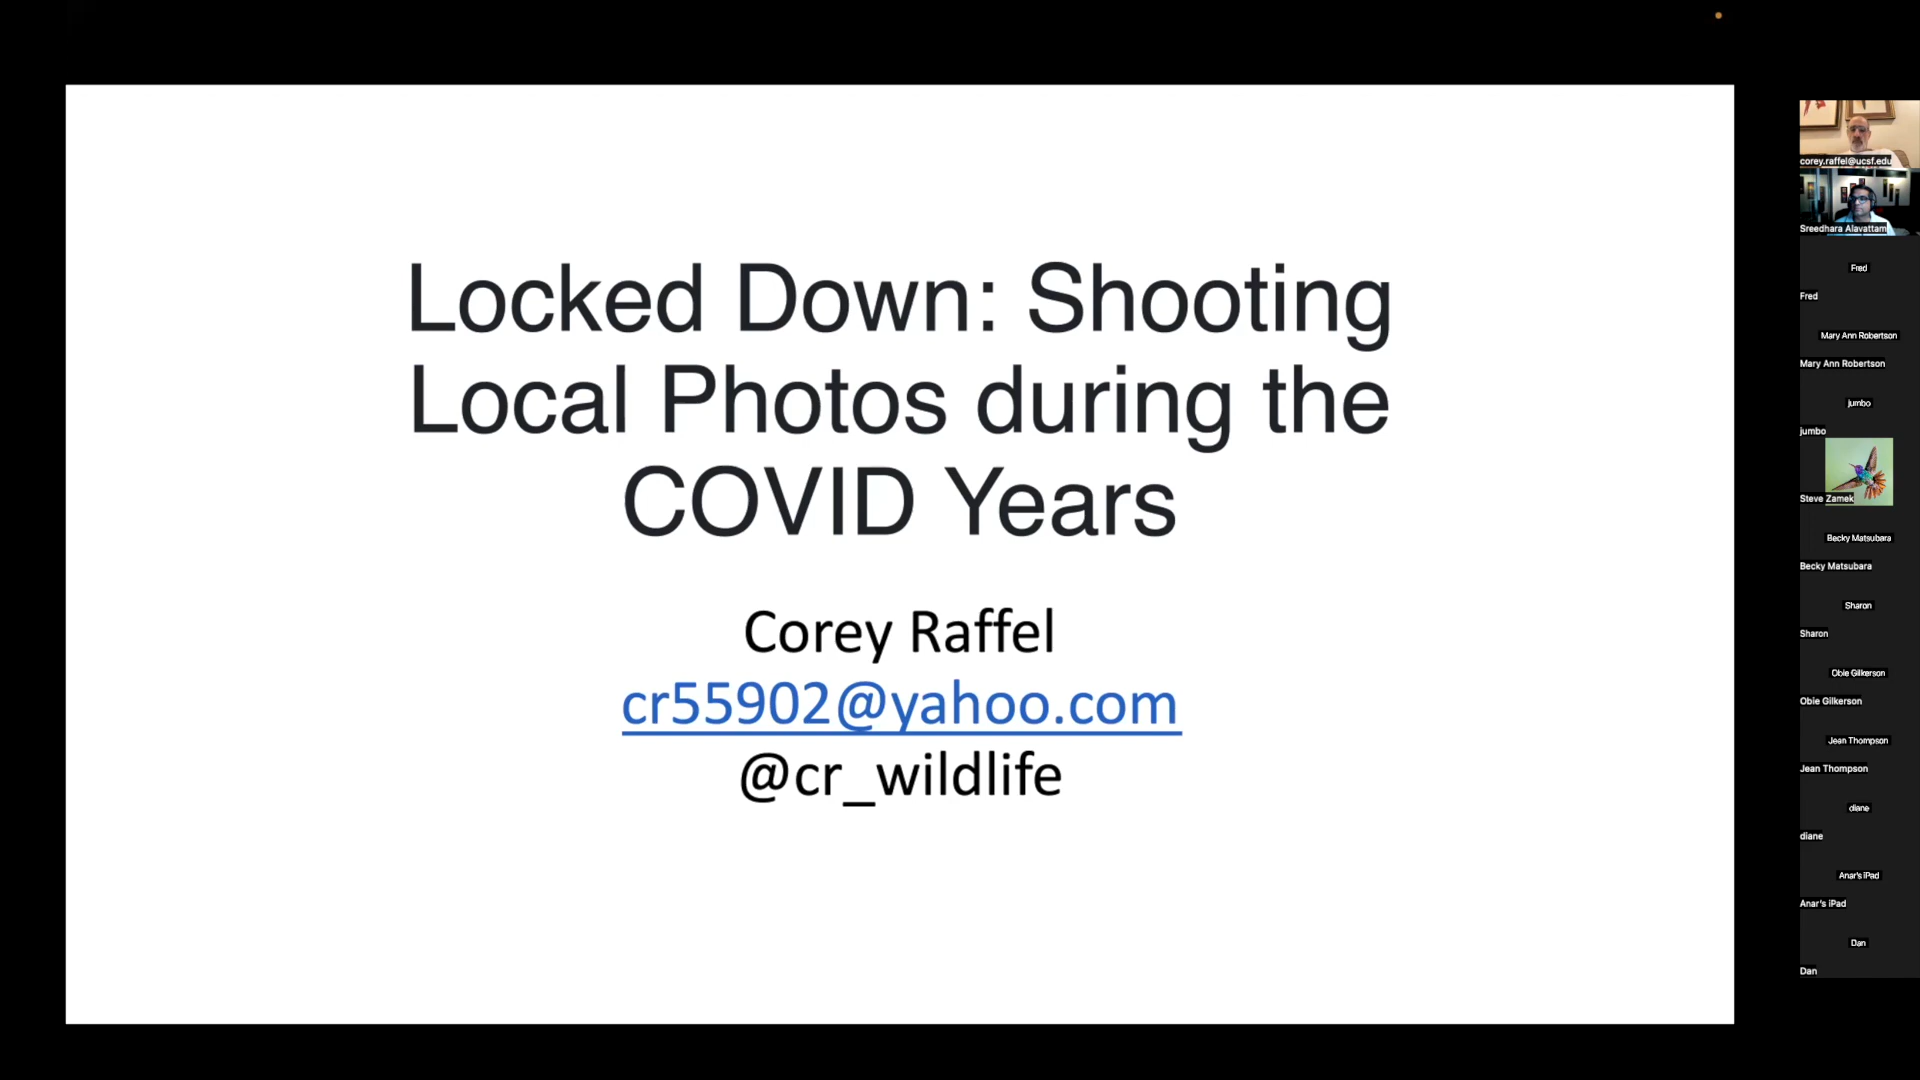 Locked Down: Shooting
Local Photos during the
COVID Years
Corey Raffel
cr55902@yahoo.com
@cr_wildlife
corey.raffel@ucsf.edu
Sreedhara Alavattam
Fred
Fred
Mary Ann Robertson
Mary Ann Robertson
jumbo
jumbo
Steve Zamek
Becky Matsubara
Becky Matsubara
Sharon
Sharon
Obie Gilkerson
Obie Gilkerson
Jean Thompson
Jean Thompson
diane
diane
Anar's iPad
Anar's iPad
Dan
Dan